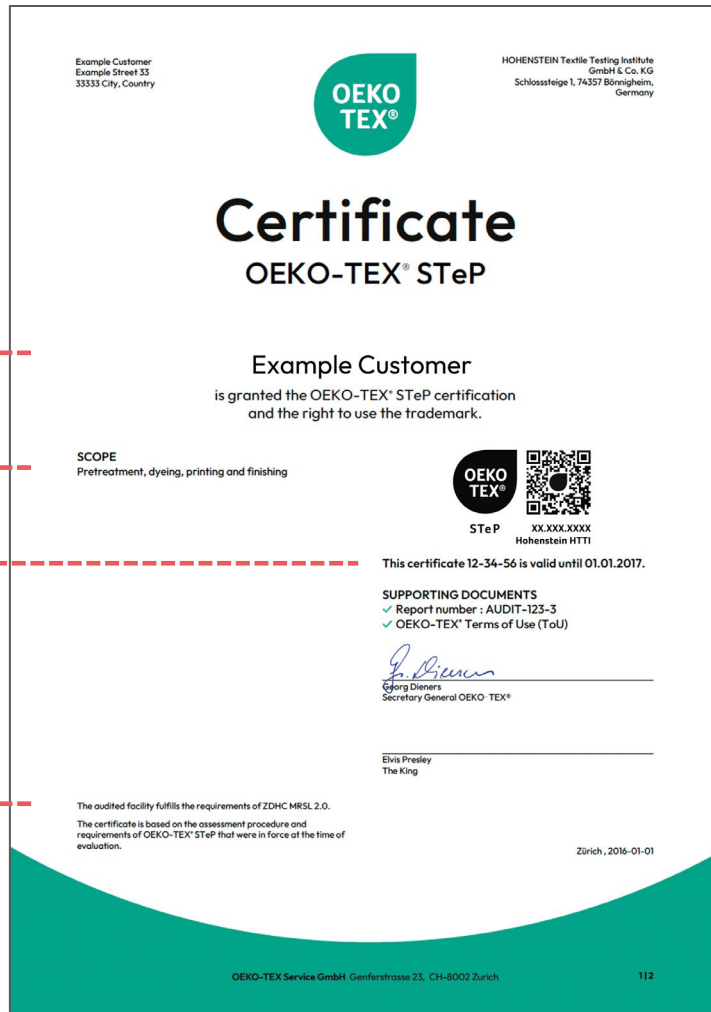 Example Customer
Example Street 33
33333 City, Country
OEKO
TEX®
HOHENSTEIN Textile Testing Institute
GmbH & Co. KG
Schlosssteige 1, 74357 Bönnigheim,
Germany
Certificate
OEKO-TEX® STeP
Example Customer
is granted the OEKO-TEX® STeP certification
and the right to use the trademark.
SCOPE
Pretreatment, dyeing, printing and finishing
OEKO
TEX®
STeP
XX.XXX.XXXX
Hohenstein HTTI
This certificate 12-34-56 is valid until 01.01.2017.
SUPPORTING DOCUMENTS
✓ Report number : AUDIT-123-3
✓ OEKO-TEX® Terms of Use (ToU)
G. Dieners
Georg Dieners
Secretary General OEKO-TEX®
Elvis Presley
The King
The audited facility fulfills the requirements of ZDHC MRSL 2.0.
The certificate is based on the assessment procedure and
requirements of OEKO-TEX® STeP that were in force at the time of
evaluation.
Zürich , 2016-01-01
OEKO-TEX Service GmbH Genferstrasse 23, CH-8002 Zurich
1|2